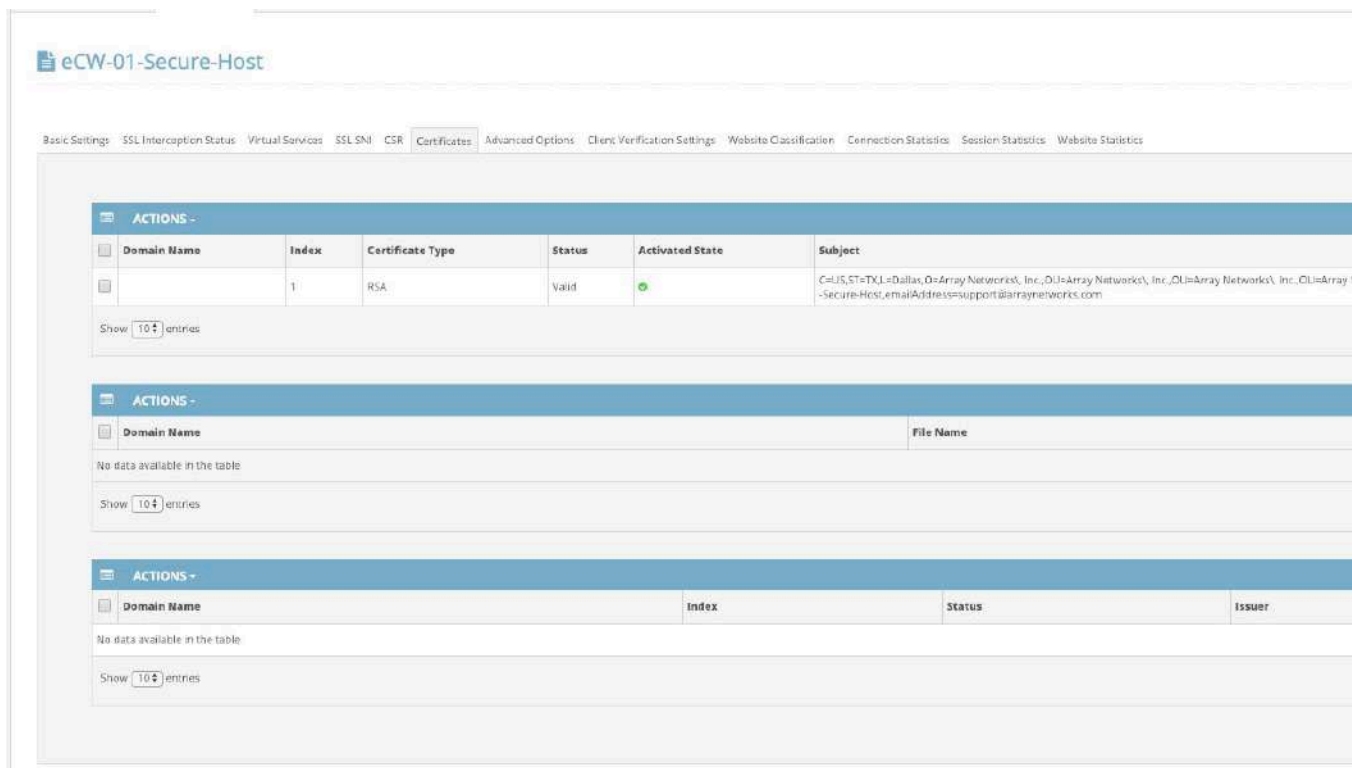 eCW-01-Secure-Host
Basic Settings SSL Interception Status Virtual Services SSL SNI CSR Certificates Advanced Options Client Verification Settings Website Classification Connection Statistics Session Statistics Website Statistics
ACTIONS
Domain Name Index Certificate Type Status Activated State Subject
1 RSA Valid C=US,ST=TX,L=Dallas,O=Array Networks\, Inc.,OU=Array Networks\, Inc.,OU=Array Networks\, Inc.,OU=Array
-Secure-Host,emailAddress=support@arraynetworks.com
Show 10 entries
ACTIONS
Domain Name File Name
No data available in the table
Show 10 entries
ACTIONS
Domain Name Index Status Issuer
No data available in the table
Show 10 entries